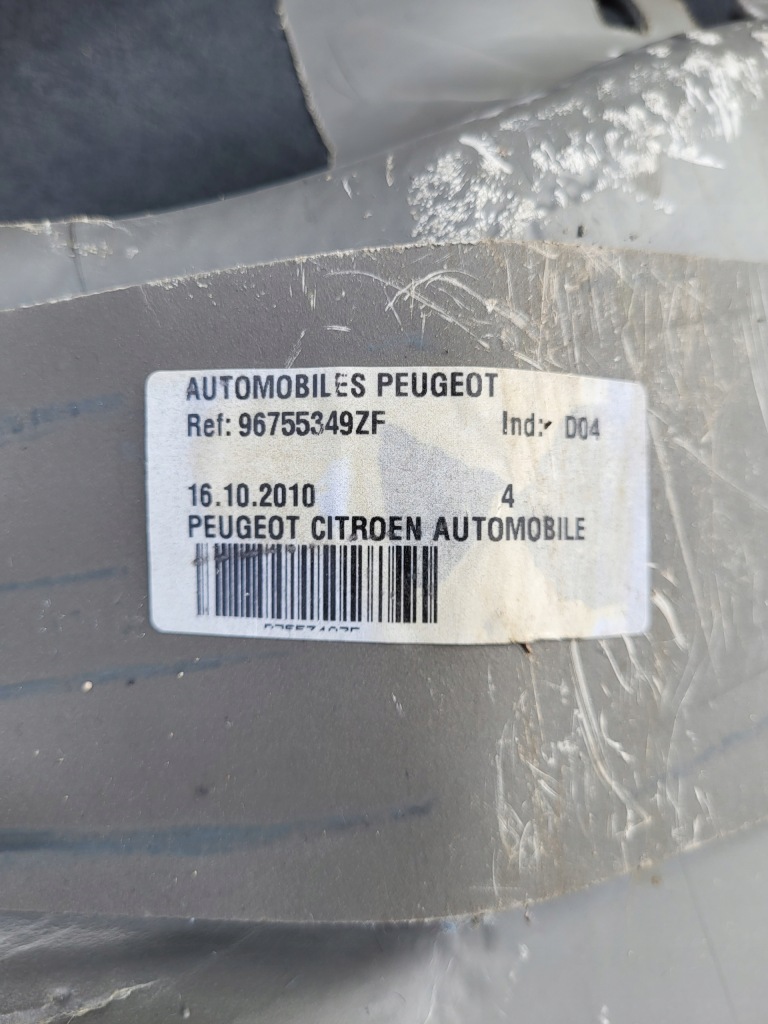 AUTOMOBILES PEUGEOT
Ref: 96755349ZF Ind: D04
16.10.2010 4
PEUGEOT CITROEN AUTOMOBILE